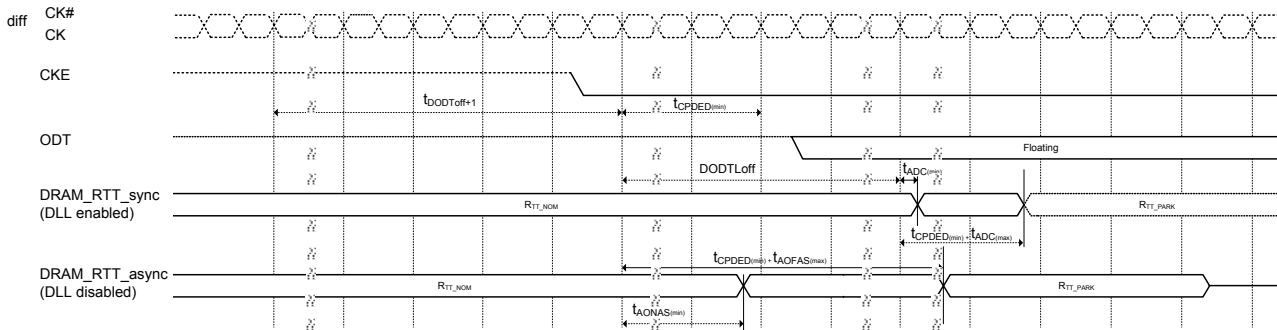 diff CK#
CK
CKE
tDODToff+1
tCPDED(min)
ODT
Floating
DODTLoff
tADC(min)
DRAM_RTT_sync
(DLL enabled)
RTT_NOM
RTT_PARK
tCPDED(min) + tADC(max)
tCPDED(min) + tAOFAS(max)
DRAM_RTT_async
(DLL disabled)
RTT_NOM
RTT_PARK
tAONAS(min)